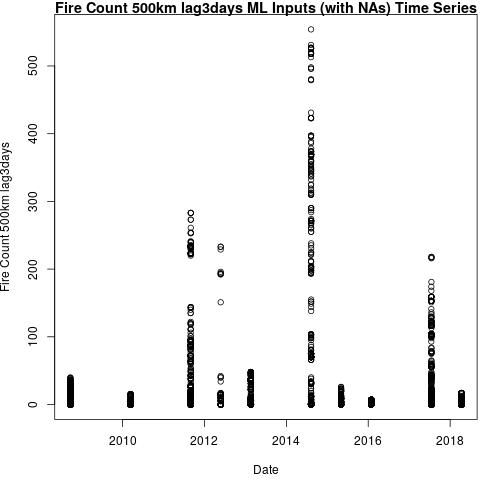 Fire Count 500km lag3days ML Inputs (with NAs) Time Series
Fire Count 500km lag3days
500
400
300
200
100
0
2010 2012 2014 2016 2018
Date